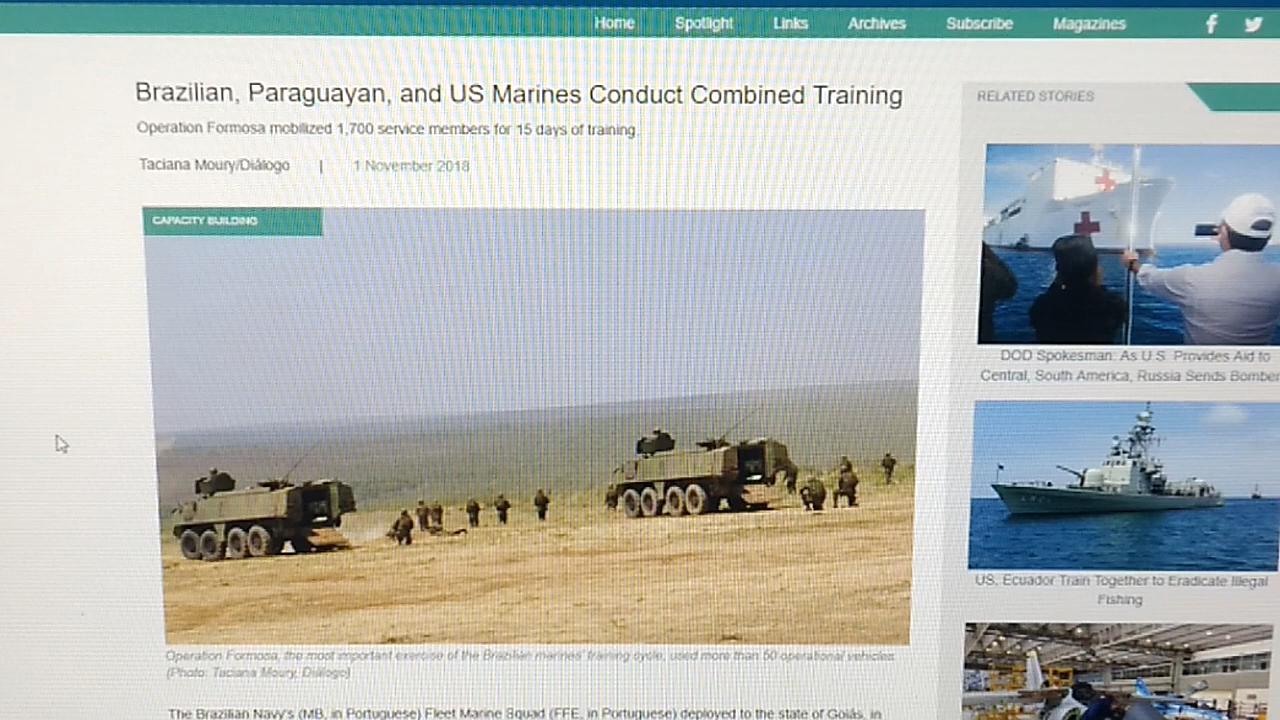 Home Spotlight Links Archives Subscribe Magazines
Brazilian, Paraguayan, and US Marines Conduct Combined Training
Operation Formosa mobilized 1,700 service members for 15 days of training.
Taciana Moury/Diálogo | 1 November 2018
CAPACITY BUILDING
Operation Formosa, the most important exercise of the Brazilian marines' training cycle, used more than 50 operational vehicles.
(Photo: Taciana Moury, Diálogo)
The Brazilian Navy's (MB, in Portuguese) Fleet Marine Squad (FFE, in Portuguese) deployed to the state of Goiás, in
RELATED STORIES
DOD Spokesman: As U.S. Provides Aid to
Central, South America, Russia Sends Bomber
US, Ecuador Train Together to Eradicate Illegal
Fishing